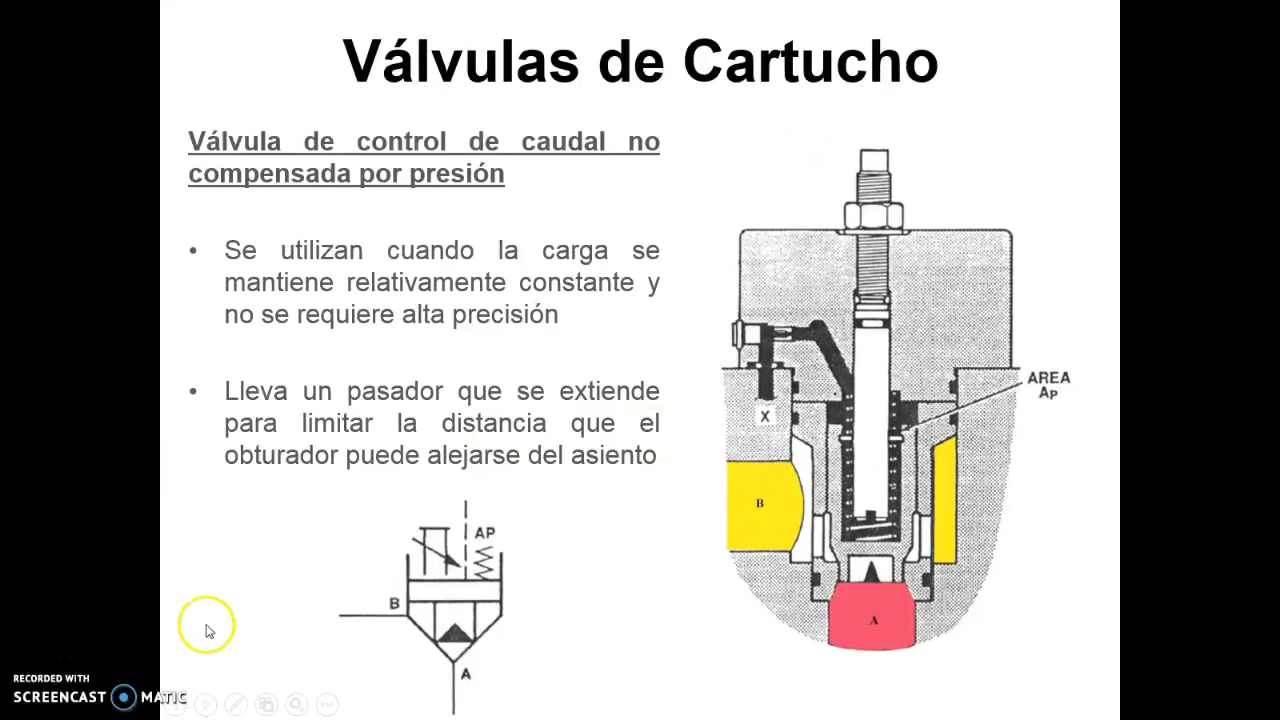 Válvulas de Cartucho
Válvula de control de caudal no
compensada por presión
• Se utilizan cuando la carga se
mantiene relativamente constante y
no se requiere alta precisión
• Lleva un pasador que se extiende
para limitar la distancia que el
obturador puede alejarse del asiento
AP
B
A
X
AREA
AP
B
A
RECORDED WITH
SCREENCAST MATIC